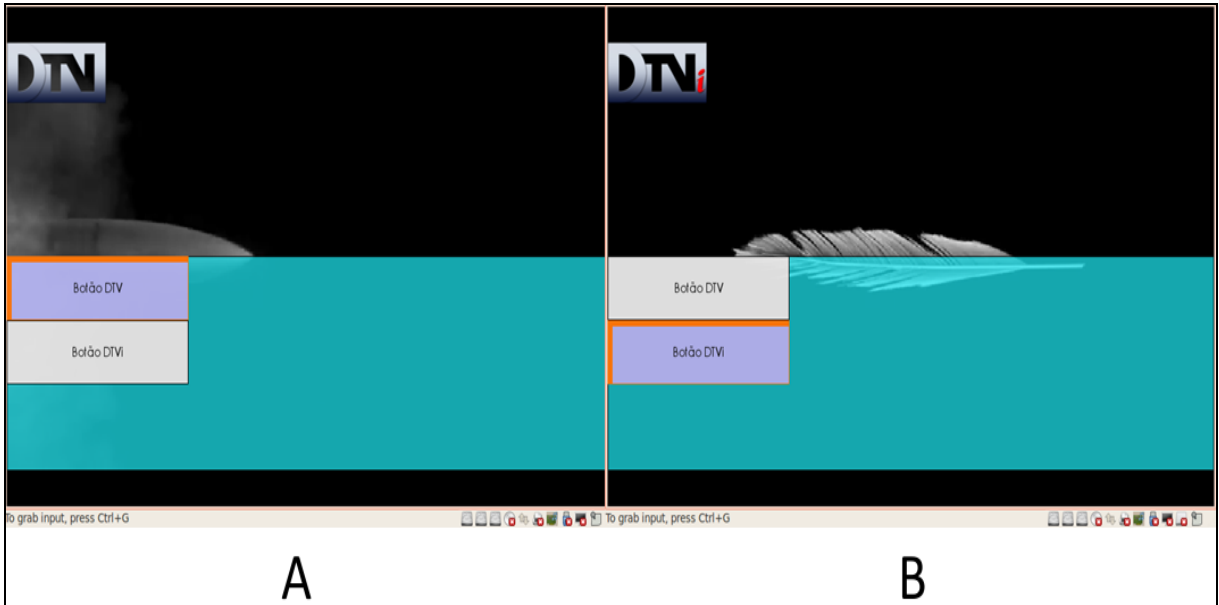 DTV
Botão DTV
Botão DTVi
To grab input, press Ctrl+G
A
DTVi
Botão DTV
Botão DTVi
To grab input, press Ctrl+G
B